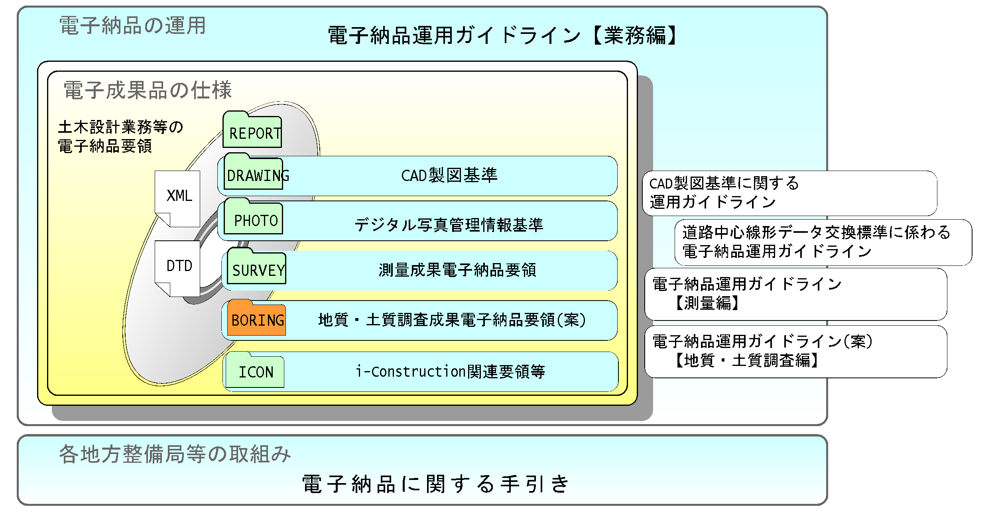 電子納品の運用
電子納品運用ガイドライン【業務編】
電子成果品の仕様
土木設計業務等の
電子納品要領
XML
DTD
REPORT
DRAWING
CAD製図基準
PHOTO
デジタル写真管理情報基準
SURVEY
測量成果電子納品要領
BORING
地質・土質調査成果電子納品要領(案)
ICON
i-Construction関連要領等
CAD製図基準に関する
運用ガイドライン
道路中心線形データ交換標準に係わる
電子納品運用ガイドライン
電子納品運用ガイドライン
【測量編】
電子納品運用ガイドライン(案)
【地質・土質調査編】
各地方整備局等の取組み
電子納品に関する手引き